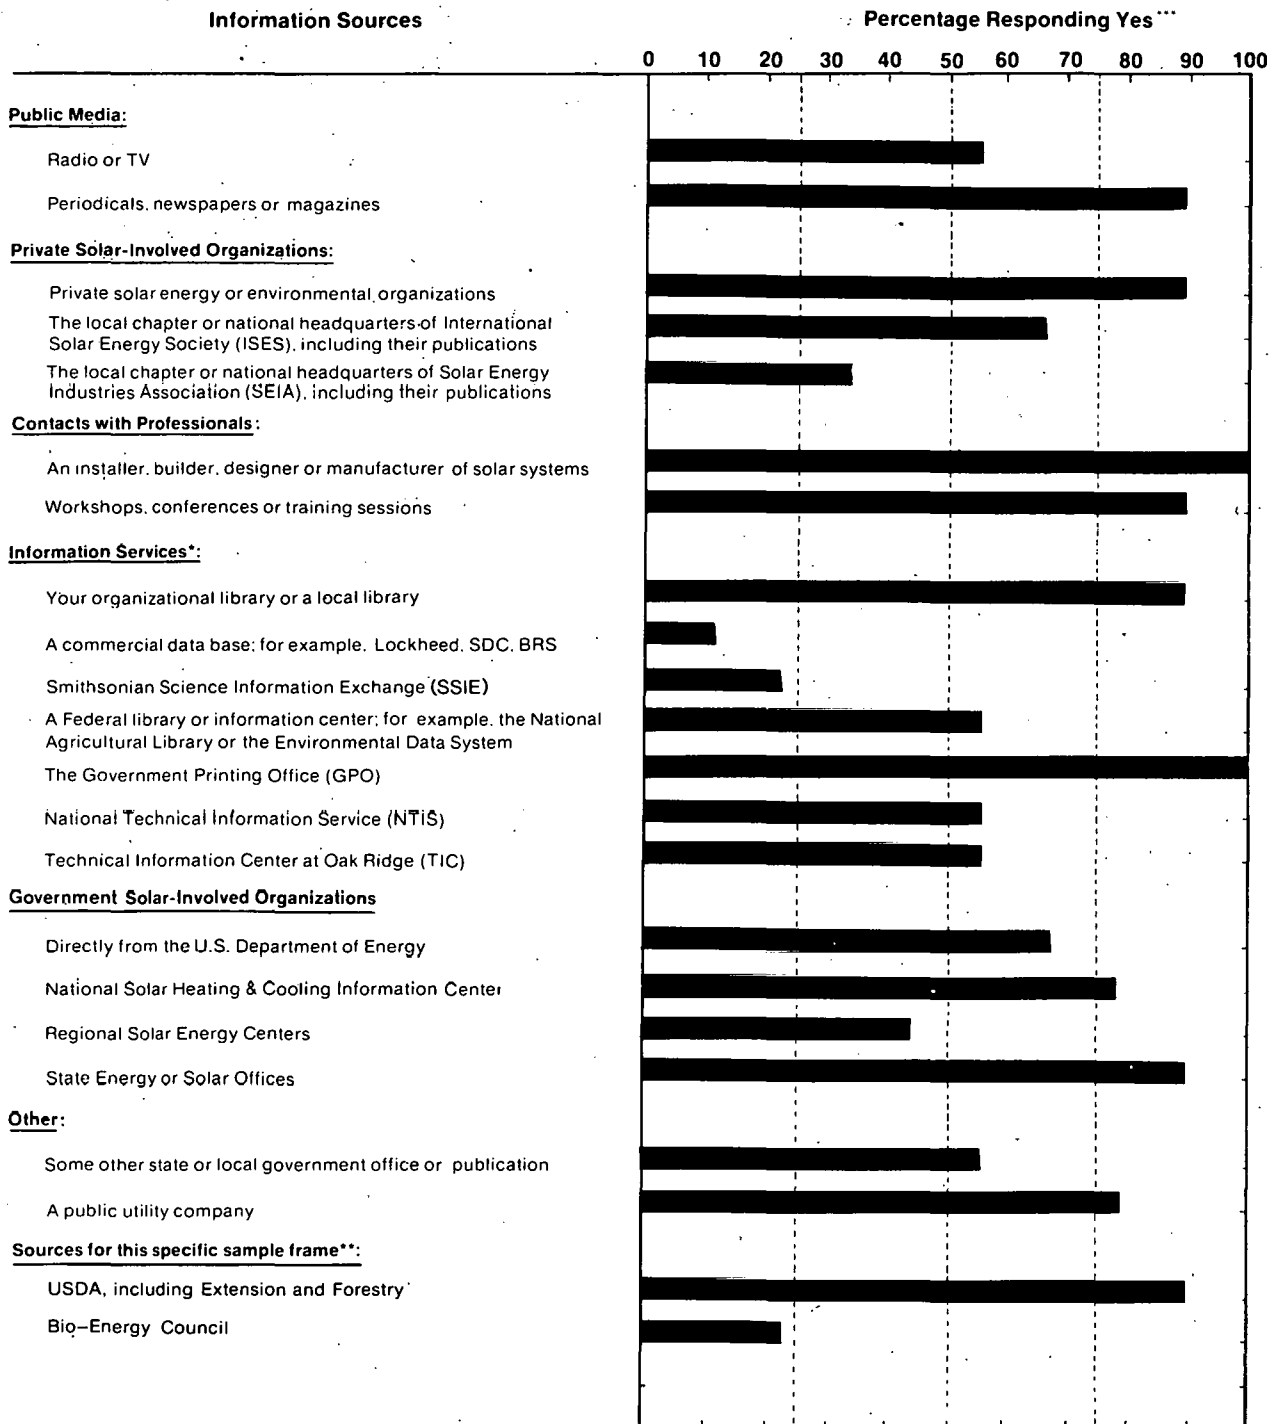 Information Sources
Percentage Responding Yes***
0 10 20 30 40 50 60 70 80 90 100
Public Media:
Radio or TV
Periodicals, newspapers or magazines
Private Solar-Involved Organizations:
Private solar energy or environmental organizations
The local chapter or national headquarters of International
Solar Energy Society (ISES), including their publications
The local chapter or national headquarters of Solar Energy
Industries Association (SEIA), including their publications
Contacts with Professionals:
An installer, builder, designer or manufacturer of solar systems
Workshops, conferences or training sessions
Information Services*:
Your organizational library or a local library
A commercial data base; for example, Lockheed, SDC, BRS
Smithsonian Science Information Exchange (SSIE)
A Federal library or information center; for example, the National
Agricultural Library or the Environmental Data System
The Government Printing Office (GPO)
National Technical Information Service (NTIS)
Technical Information Center at Oak Ridge (TIC)
Government Solar-Involved Organizations
Directly from the U.S. Department of Energy
National Solar Heating & Cooling Information Center
Regional Solar Energy Centers
State Energy or Solar Offices
Other:
Some other state or local government office or publication
A public utility company
Sources for this specific sample frame**:
USDA, including Extension and Forestry
Bio-Energy Council